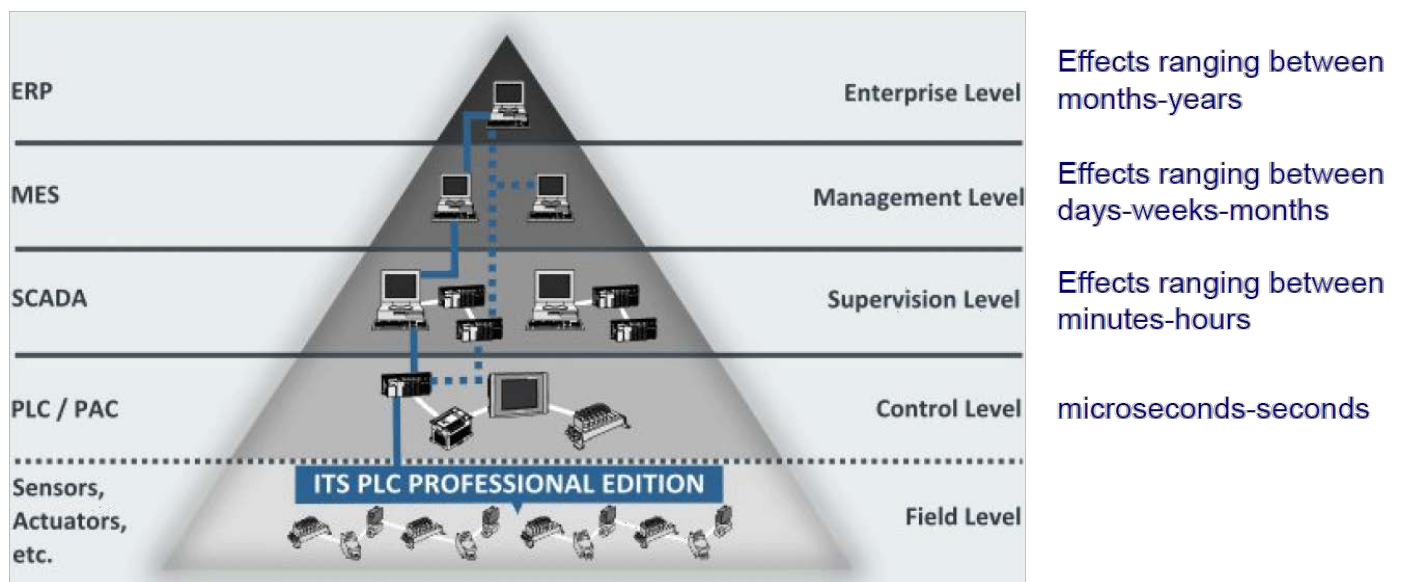 ERP
Enterprise Level
Effects ranging between
months-years
MES
Management Level
Effects ranging between
days-weeks-months
SCADA
Supervision Level
Effects ranging between
minutes-hours
PLC / PAC
Control Level
microseconds-seconds
Sensors,
Actuators,
etc.
ITS PLC PROFESSIONAL EDITION
Field Level